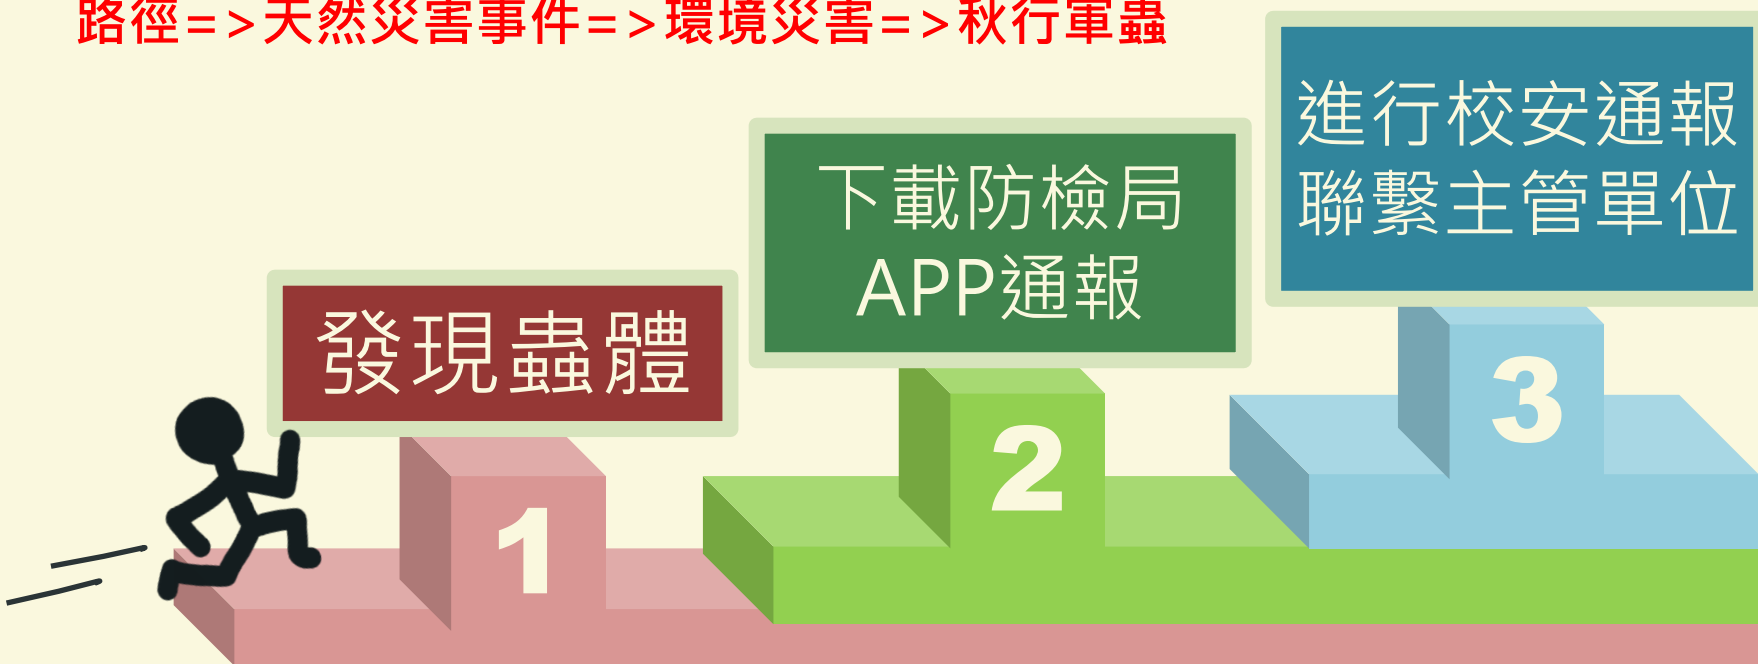 路徑=>天然災害事件=>環境災害=>秋行軍蟲
進行校安通報
聯繫主管單位
下載防檢局
APP通報
發現蟲體
1
2
3